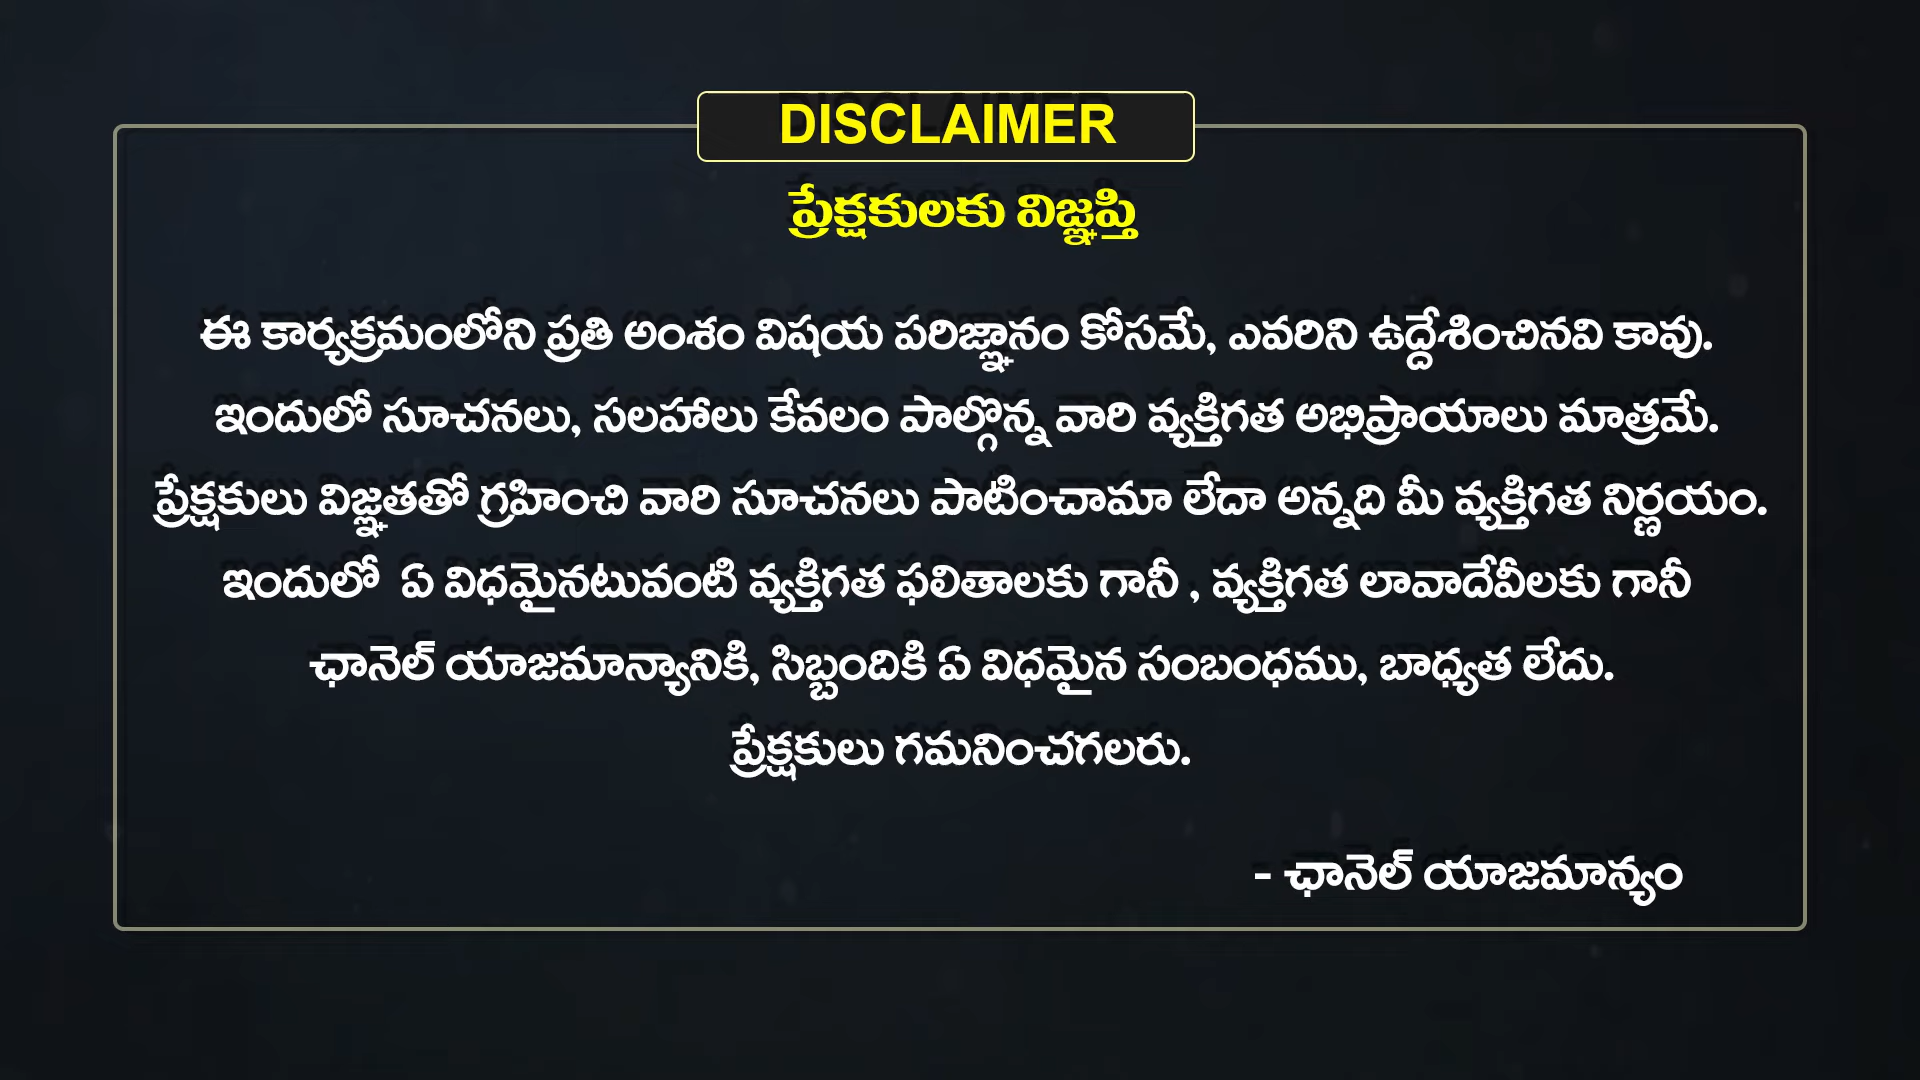 DISCLAIMER
ప్రేక్షకులకు విజ్ఞప్తి
ఈ కార్యక్రమంలోని ప్రతి అంశం విషయ పరిజ్ఞానం కోసమే, ఎవరిని ఉద్దేశించినవి కావు.
ఇందులో సూచనలు, సలహాలు కేవలం పాల్గొన్న వారి వ్యక్తిగత అభిప్రాయాలు మాత్రమే.
ప్రేక్షకులు విజ్ఞతతో గ్రహించి వారి సూచనలు పాటించామా లేదా అన్నది మీ వ్యక్తిగత నిర్ణయం.
ఇందులో  ఏ విధమైనటువంటి వ్యక్తిగత ఫలితాలకు గానీ , వ్యక్తిగత లావాదేవీలకు గానీ
ఛానెల్ యాజమాన్యానికి, సిబ్బందికి ఏ విధమైన సంబంధము, బాధ్యత లేదు.
ప్రేక్షకులు గమనించగలరు.
- ఛానెల్ యాజమాన్యం